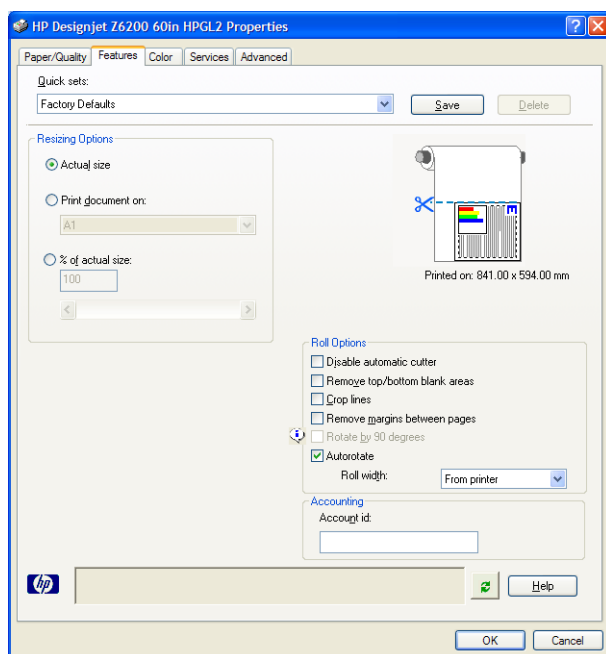 HP Designjet Z6200 60in HPGL2 Properties
Paper/Quality Features Color Services Advanced
Quick sets:
Factory Defaults Save Delete
Resizing Options
Actual size
Print document on:
A1
% of actual size:
100
Printed on: 841.00 x 594.00 mm
Roll Options
Disable automatic cutter
Remove top/bottom blank areas
Crop lines
Remove margins between pages
Rotate by 90 degrees
Autorotate
Roll width: From printer
Accounting
Account id:
hp Help
OK Cancel